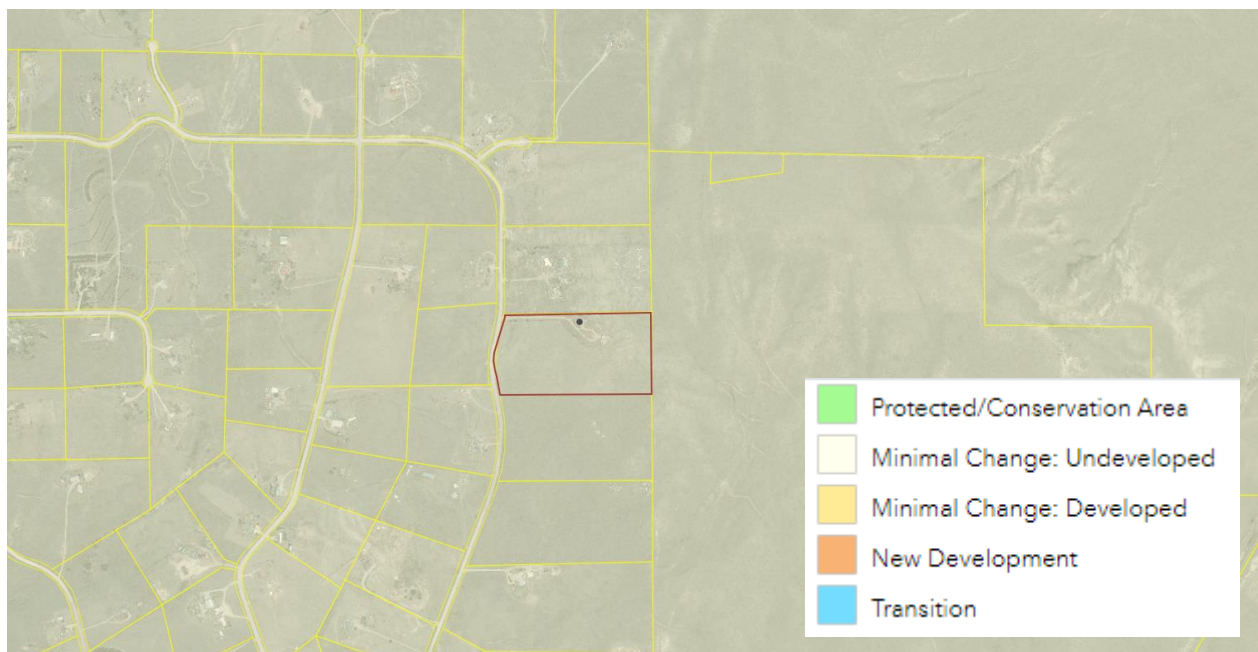 Protected/Conservation Area
Minimal Change: Undeveloped
Minimal Change: Developed
New Development
Transition